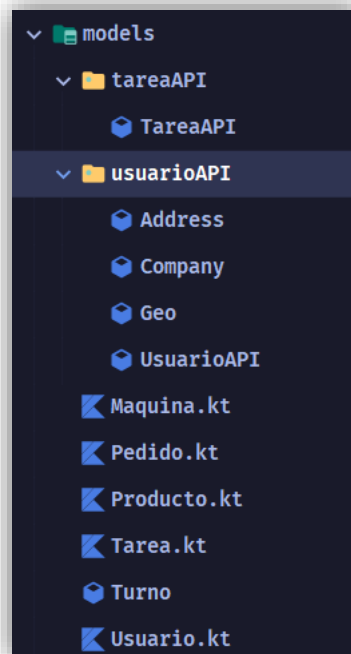 models
tareaAPI
TareaAPI
usuarioAPI
Address
Company
Geo
UsuarioAPI
Maquina.kt
Pedido.kt
Producto.kt
Tarea.kt
Turno
Usuario.kt